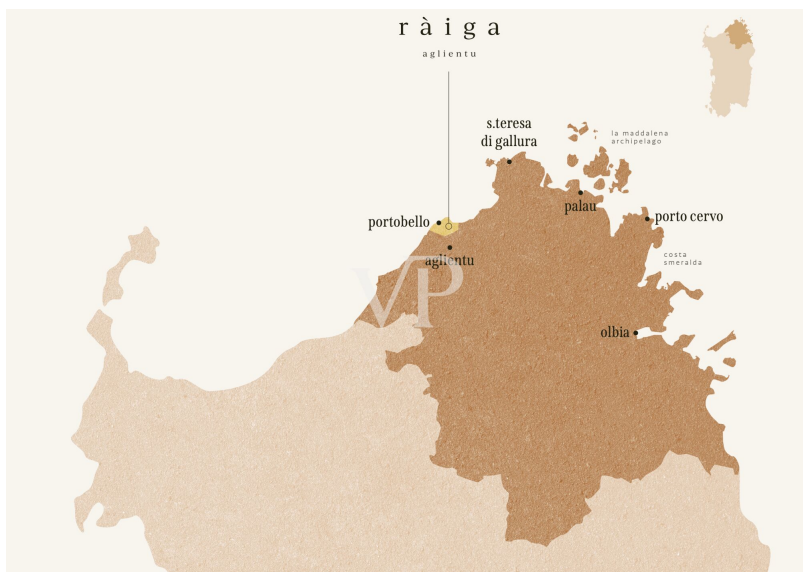 ràiga
aglientu
s.teresa
di gallura
la maddalena
archipelago
palau
portobello
porto cervo
aglientu
costa
smeralda
VP
olbia